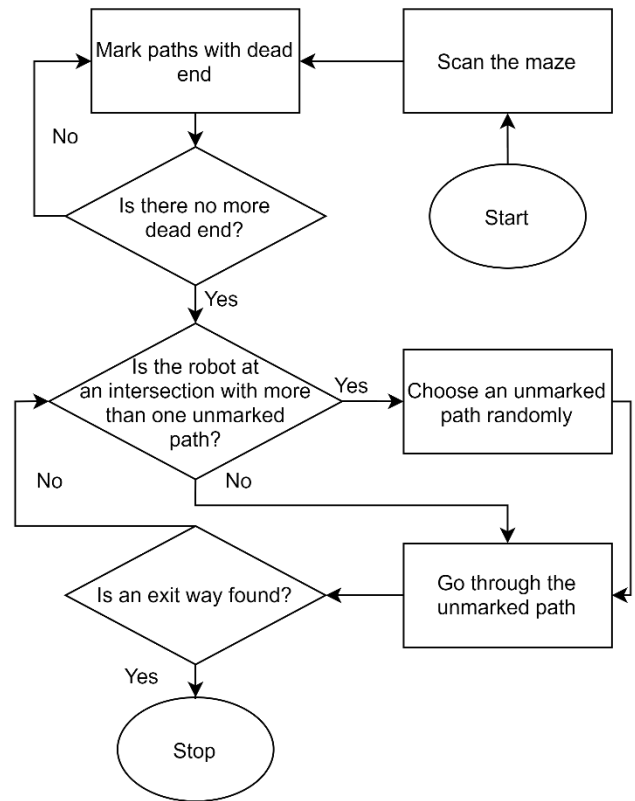 Mark paths with dead
end
Scan the maze
No
Is there no more
dead end?
Start
Yes
Is the robot at
an intersection with more
than one unmarked
path?
Yes
Choose an unmarked
path randomly
No
No
Is an exit way found?
Go through the
unmarked path
Yes
Stop